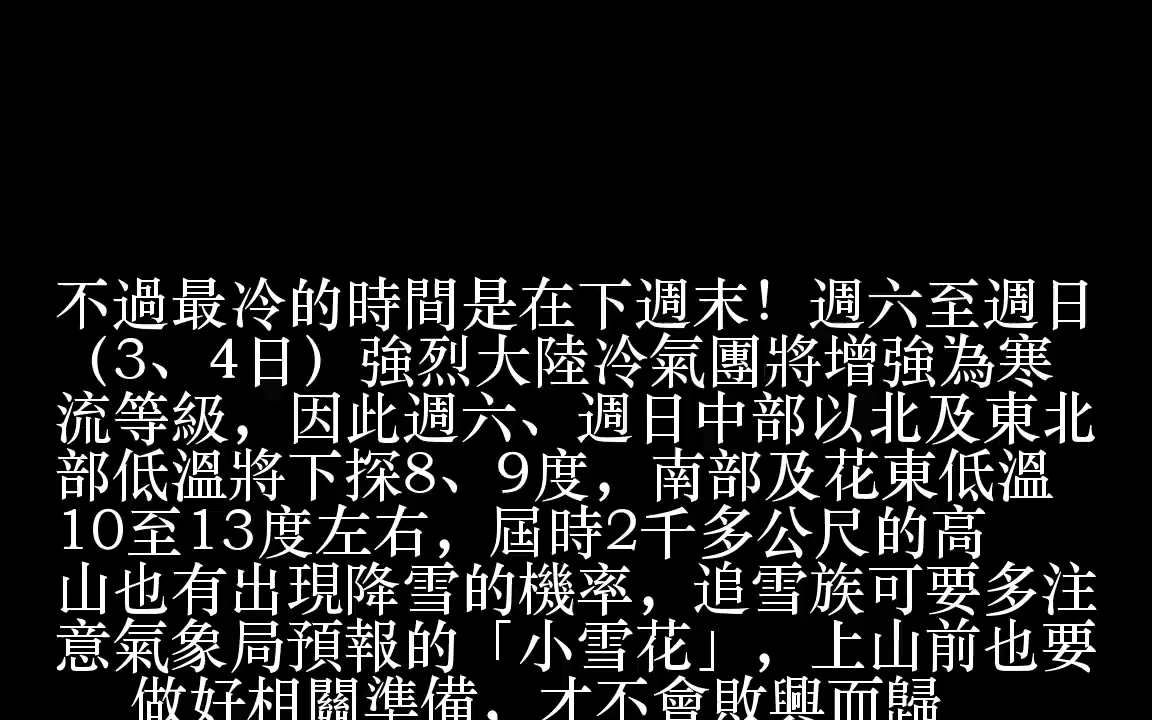 不過最冷的時間是在下週末！週六至週日
（3、4日）強烈大陸冷氣團將增強為寒
流等級，因此週六、週日中部以北及東北
部低溫將下探8、9度，南部及花東低溫
10至13度左右，屆時2千多公尺的高
山也有出現降雪的機率，追雪族可要多注
意氣象局預報的「小雪花」，上山前也要
做好相關準備，才不會敗興而歸